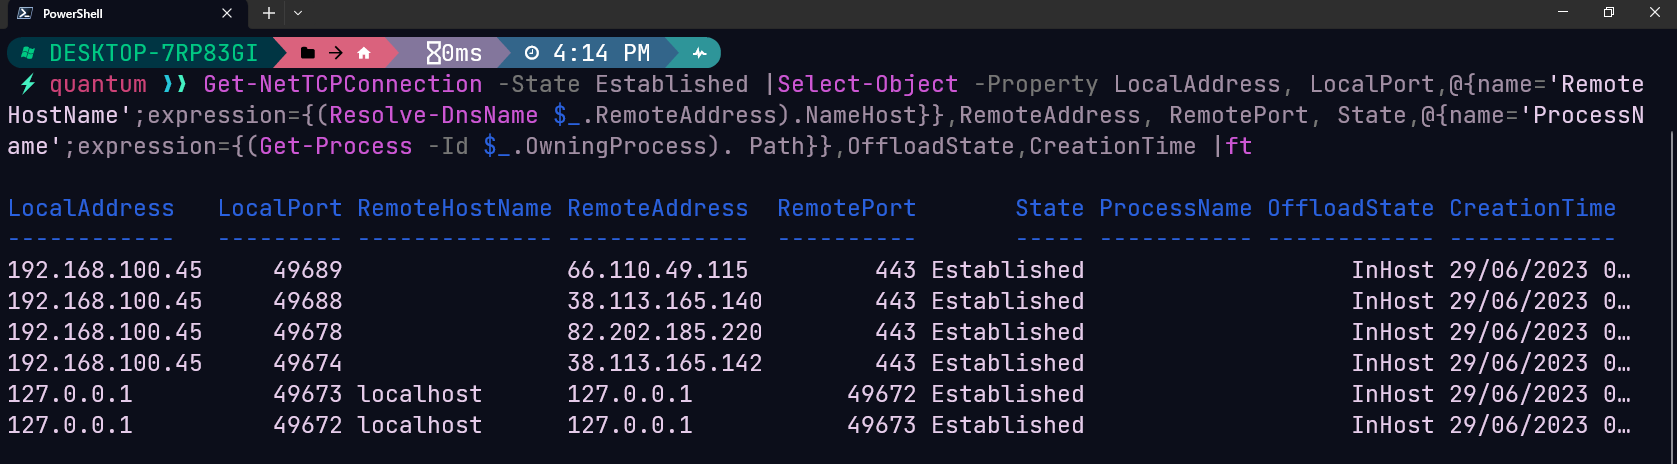 PowerShell
DESKTOP-7RP83GI 0ms 4:14 PM
quantum ❯❯ Get-NetTCPConnection -State Established |Select-Object -Property LocalAddress, LocalPort,@{name='Remote
HostName';expression={(Resolve-DnsName $_.RemoteAddress).NameHost}},RemoteAddress, RemotePort, State,@{name='ProcessN
ame';expression={(Get-Process -Id $_.OwningProcess). Path}},OffloadState,CreationTime |ft
LocalAddress LocalPort RemoteHostName RemoteAddress RemotePort State ProcessName OffloadState CreationTime
------------ --------- -------------- ------------- ---------- ----- ----------- ------------ ------------
192.168.100.45 49689 66.110.49.115 443 Established InHost 29/06/2023 0…
192.168.100.45 49688 38.113.165.140 443 Established InHost 29/06/2023 0…
192.168.100.45 49678 82.202.185.220 443 Established InHost 29/06/2023 0…
192.168.100.45 49674 38.113.165.142 443 Established InHost 29/06/2023 0…
127.0.0.1 49673 localhost 127.0.0.1 49672 Established InHost 29/06/2023 0…
127.0.0.1 49672 localhost 127.0.0.1 49673 Established InHost 29/06/2023 0…